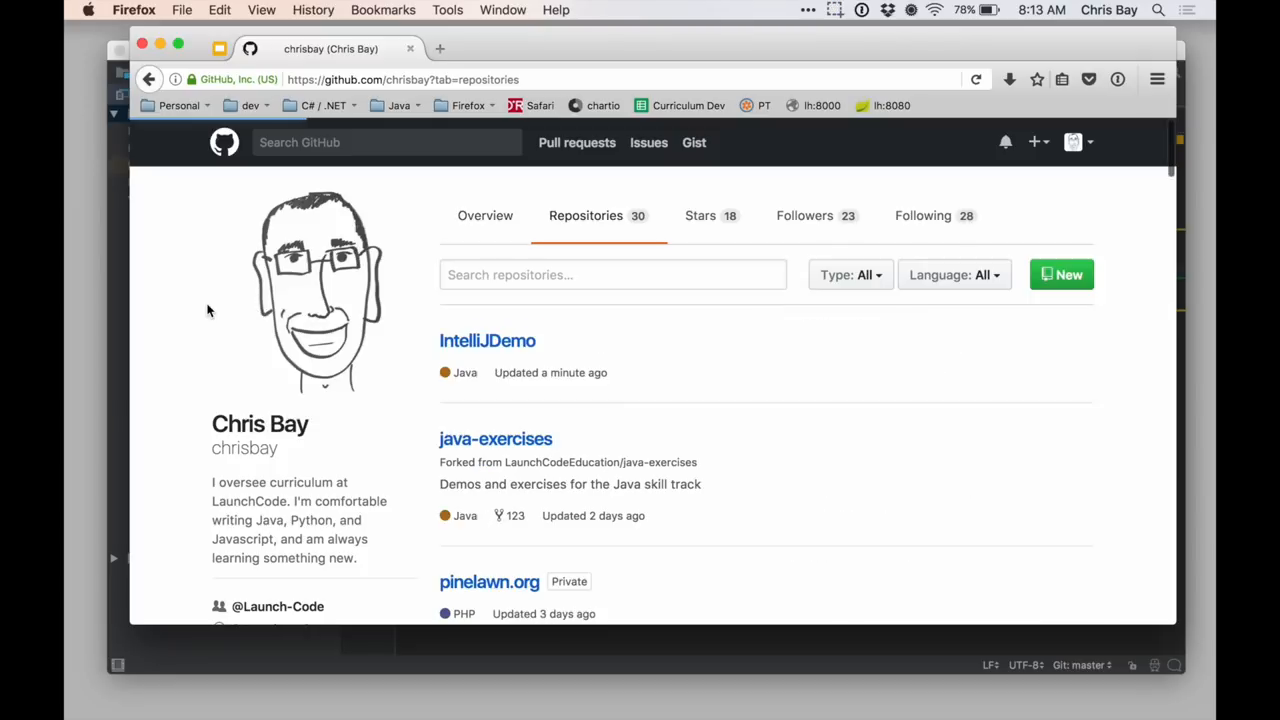 Firefox File Edit View History Bookmarks Tools Window Help ••• 78% 8:13 AM Chris Bay
chrisbay (Chris Bay)
GitHub, Inc. (US) https://github.com/chrisbay?tab=repositories
Personal dev C# / .NET Java Firefox Safari chartio Curriculum Dev PT lh:8000 lh:8080
Search GitHub Pull requests Issues Gist
Overview Repositories 30 Stars 18 Followers 23 Following 28
Search repositories... Type: All Language: All New
IntelliJDemo
Java Updated a minute ago
Chris Bay
chrisbay
I oversee curriculum at
LaunchCode. I'm comfortable
writing Java, Python, and
Javascript, and am always
learning something new.
@Launch-Code
java-exercises
Forked from LaunchCodeEducation/java-exercises
Demos and exercises for the Java skill track
Java 123 Updated 2 days ago
pinelawn.org Private
PHP Updated 3 days ago
LF UTF-8 Git: master